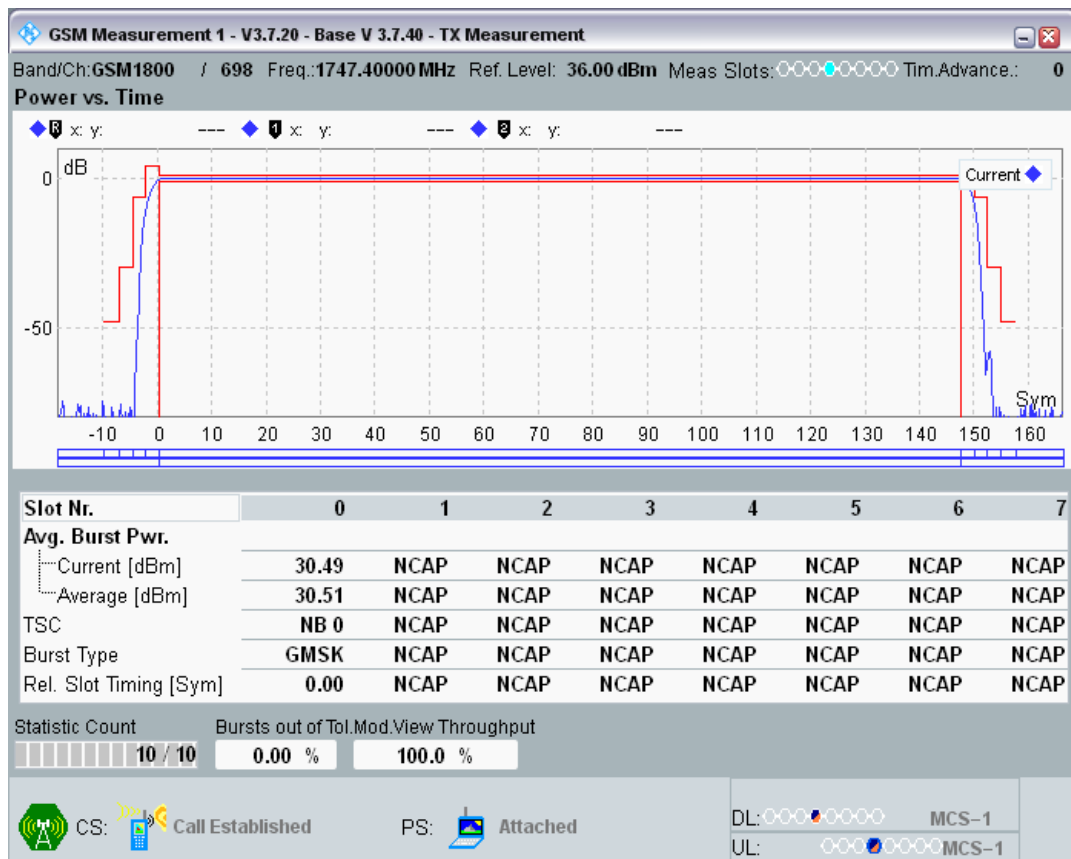 GSM Measurement 1 - V3.7.20 - Base V 3.7.40 - TX Measurement
Band/Ch:GSM1800 / 698 Freq.:1747.40000 MHz Ref. Level: 36.00 dBm Meas Slots: Tim.Advance.: 0
Power vs. Time
R x: y: --- 1 x: y: --- 2 x: y: ---
dB
Current
0
-50
Sym
-10 0 10 20 30 40 50 60 70 80 90 100 110 120 130 140 150 160
Slot Nr. 0 1 2 3 4 5 6 7
Avg. Burst Pwr.
Current [dBm] 30.49 NCAP NCAP NCAP NCAP NCAP NCAP NCAP
Average [dBm] 30.51 NCAP NCAP NCAP NCAP NCAP NCAP NCAP
TSC NB 0 NCAP NCAP NCAP NCAP NCAP NCAP NCAP
Burst Type GMSK NCAP NCAP NCAP NCAP NCAP NCAP NCAP
Rel. Slot Timing [Sym] 0.00 NCAP NCAP NCAP NCAP NCAP NCAP NCAP
Statistic Count Bursts out of Tol.Mod.View Throughput
10 / 10 0.00 % 100.0 %
CS: Call Established PS: Attached
DL: MCS-1
UL: MCS-1